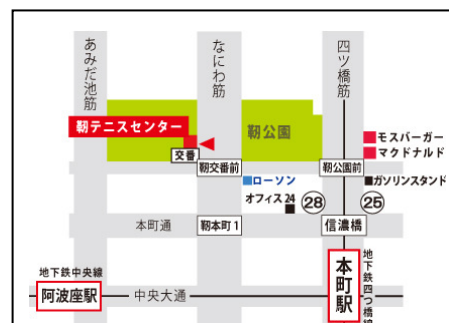 あみだ池筋
なにわ筋
四ツ橋筋
靭テニスセンター
交番
靭公園
モスバーガー
マクドナルド
靭交番前
靭公園前
ローソン
ガソリンスタンド
オフィス24
28
25
本町通
靭本町1
信濃橋
地下鉄中央線
阿波座駅
中央大通
本町駅
地下鉄四つ橋線